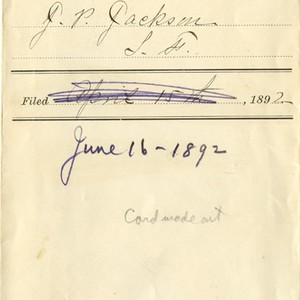 J. P. Jackson
S. F.
Filed April 15th, 1892
June 16-1892
Card made out